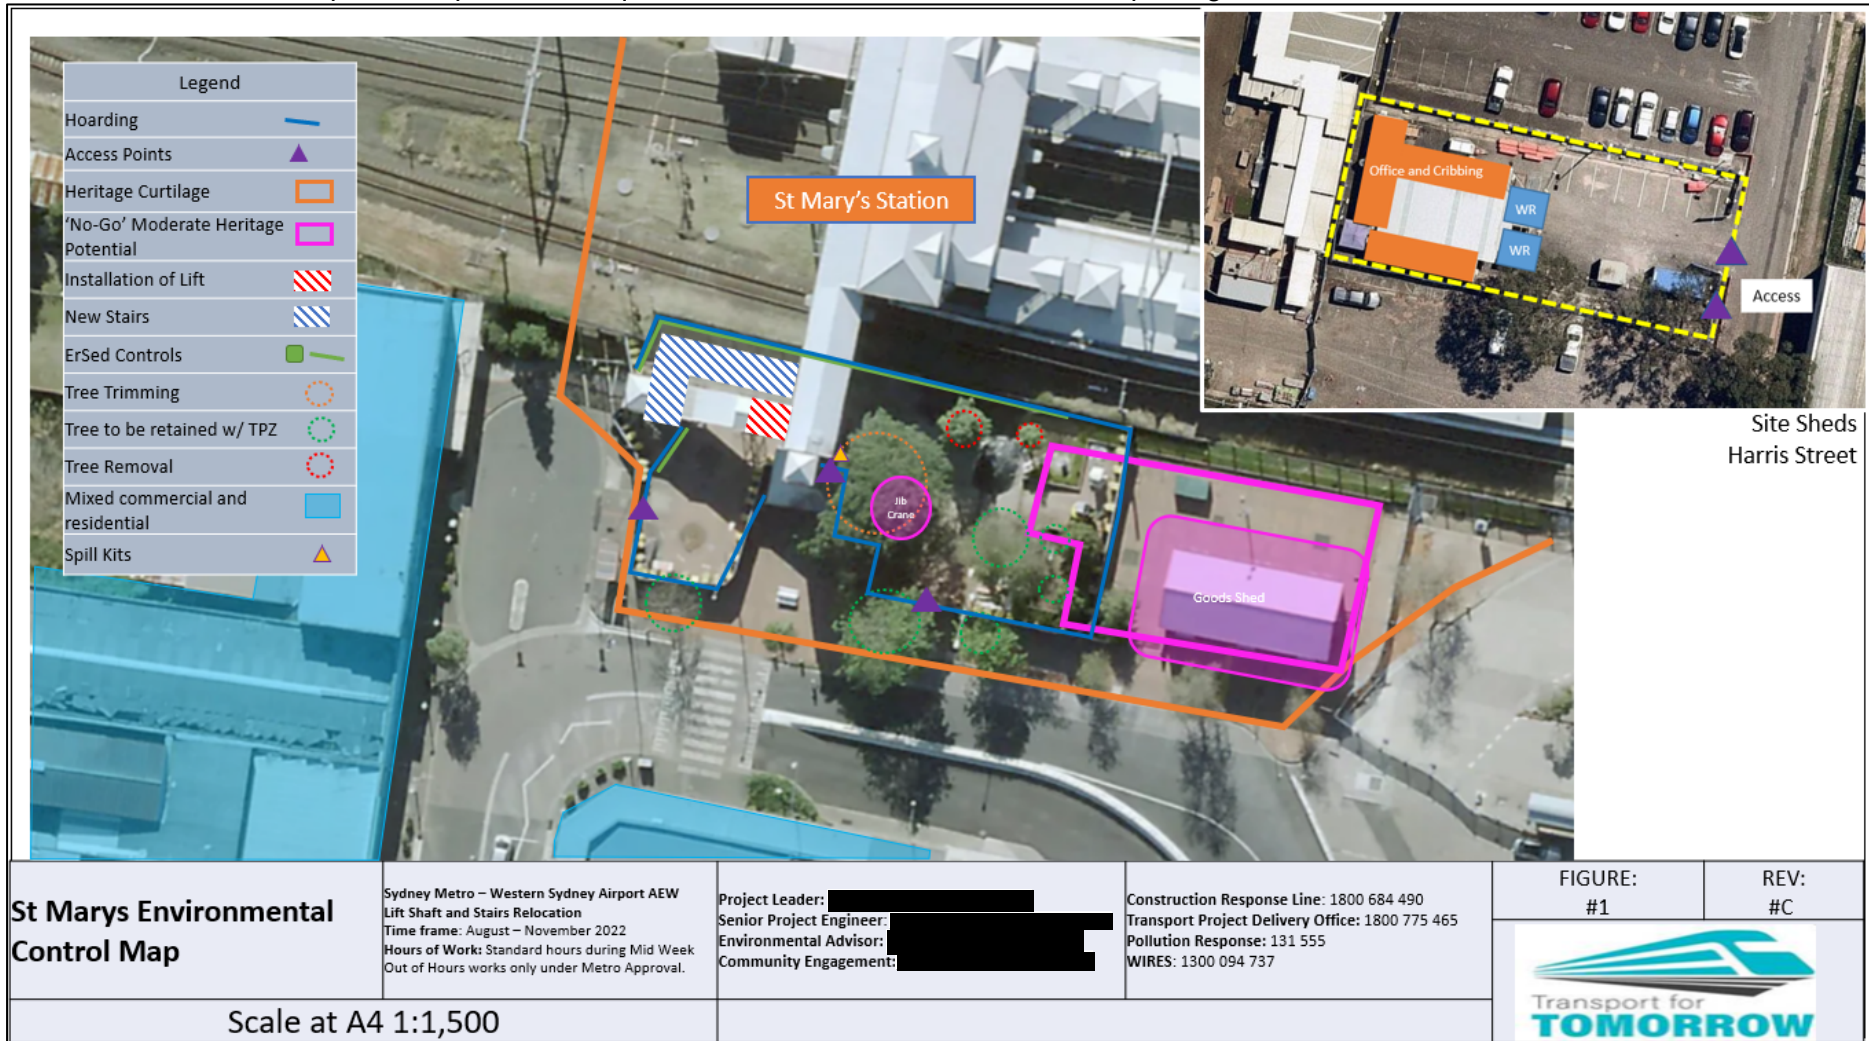 Legend
Hoarding
Access Points
Heritage Curtilage
'No-Go' Moderate Heritage
Potential
Installation of Lift
New Stairs
ErSed Controls
Tree Trimming
Tree to be retained w/ TPZ
Tree Removal
Mixed commercial and
residential
Spill Kits
St Mary's Station
Jib
Crane
Goods Shed
Office and Cribbing
WR
WR
Access
Site Sheds
Harris Street
St Marys Environmental
Control Map
Sydney Metro – Western Sydney Airport AEW
Lift Shaft and Stairs Relocation
Time frame: August – November 2022
Hours of Work: Standard hours during Mid Week
Out of Hours works only under Metro Approval.
Project Leader:
Senior Project Engineer:
Environmental Advisor:
Community Engagement:
Construction Response Line: 1800 684 490
Transport Project Delivery Office: 1800 775 465
Pollution Response: 131 555
WIRES: 1300 094 737
FIGURE:
#1
REV:
#C
Scale at A4 1:1,500
Transport for
TOMORROW